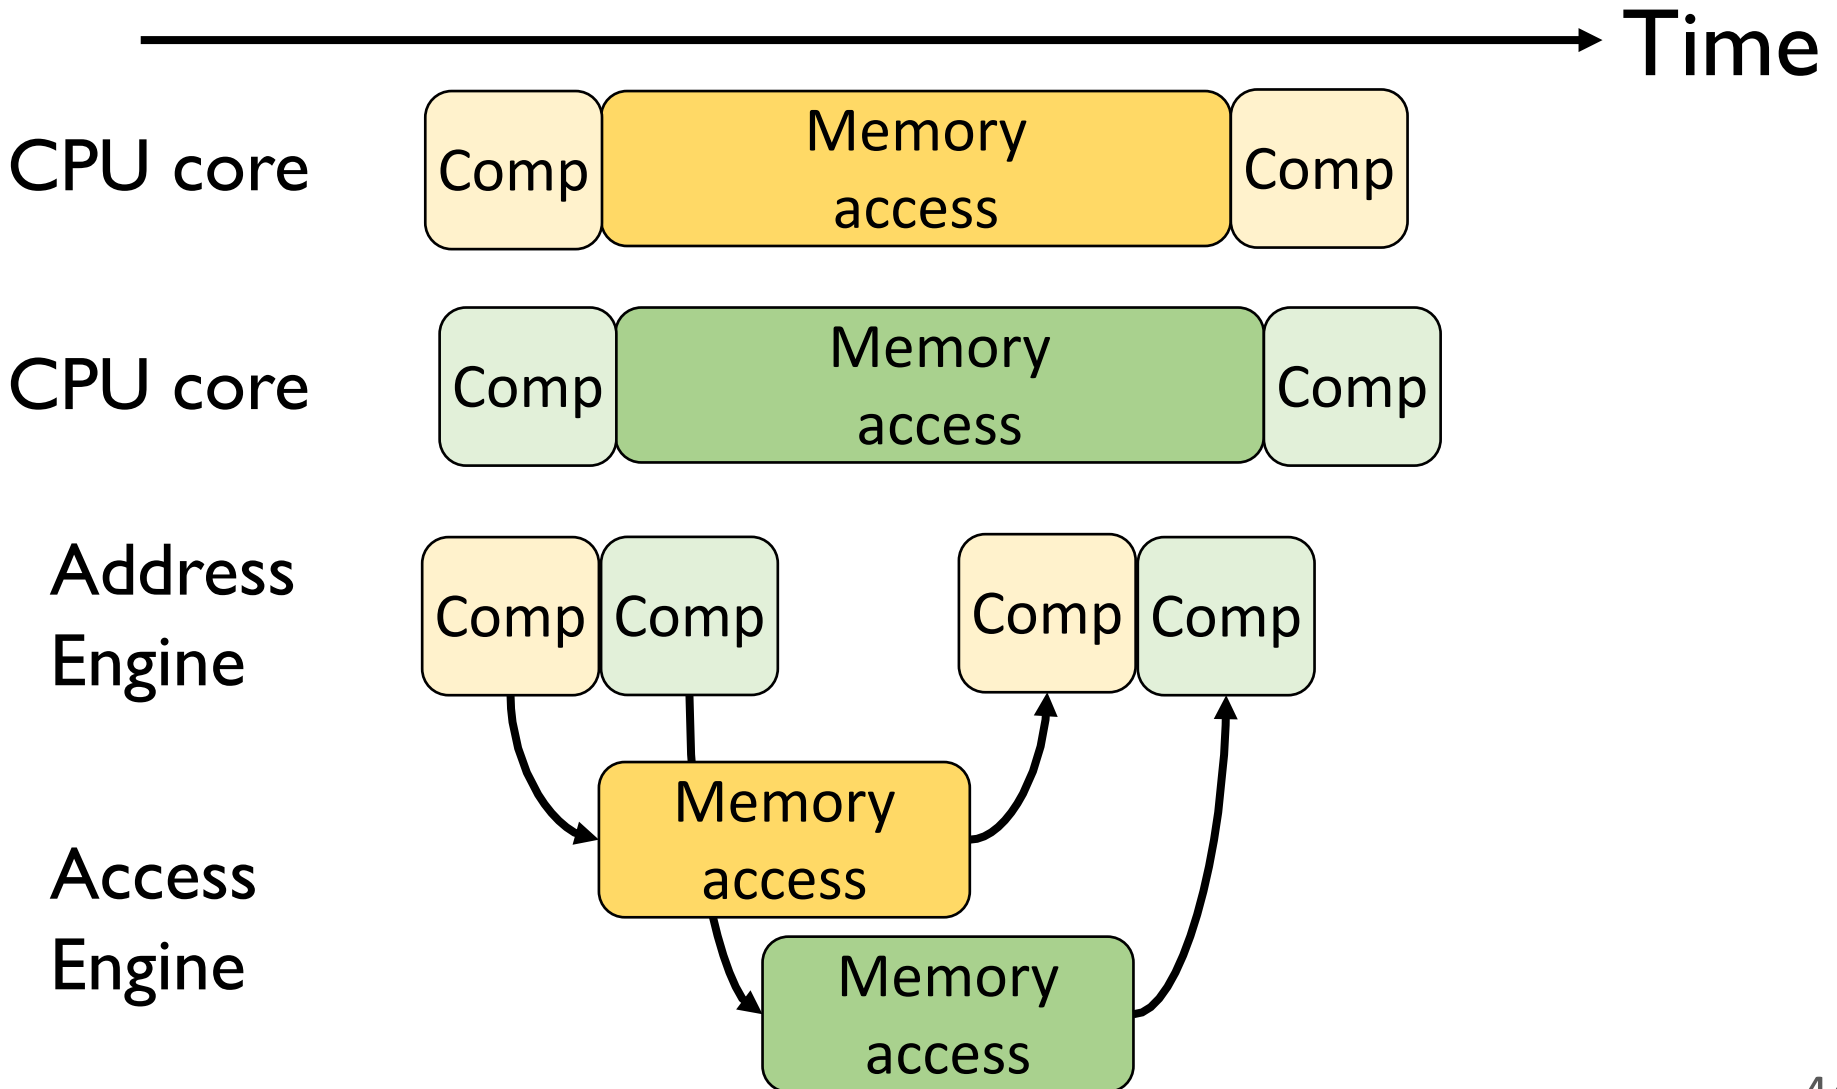 Time
CPU core
Comp
Memory
access
Comp
CPU core
Comp
Memory
access
Comp
Address
Engine
Comp
Comp
Comp
Comp
Access
Engine
Memory
access
Memory
access